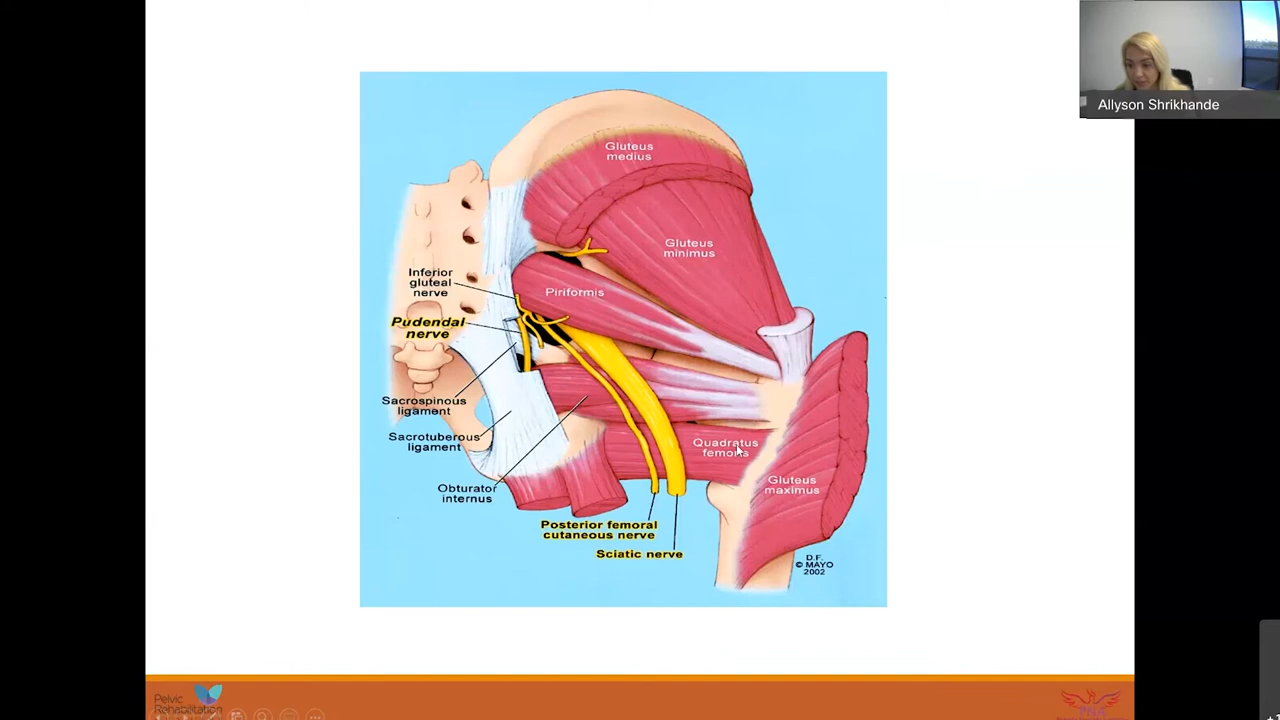 Allyson Shrikhande
Gluteus
medius
Gluteus
minimus
Inferior
gluteal
nerve
Piriformis
Pudendal
nerve
Sacrospinous
ligament
Sacrotuberous
ligament
Quadratus
femoris
Obturator
internus
Gluteus
maximus
Posterior femoral
cutaneous nerve
Sciatic nerve
D.F.
© MAYO
2002
Pelvic
Rehabilitation
PNA